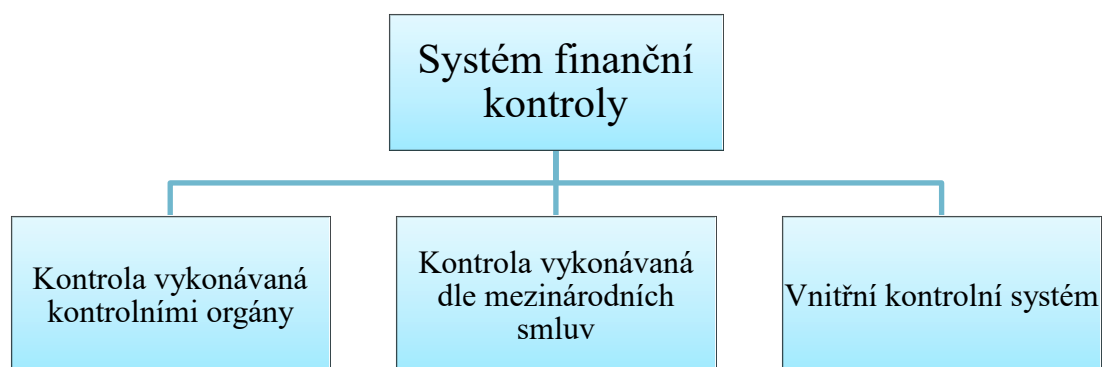 Systém finanční
kontroly
Kontrola vykonávaná
kontrolními orgány
Kontrola vykonávaná
dle mezinárodních
smluv
Vnitřní kontrolní systém